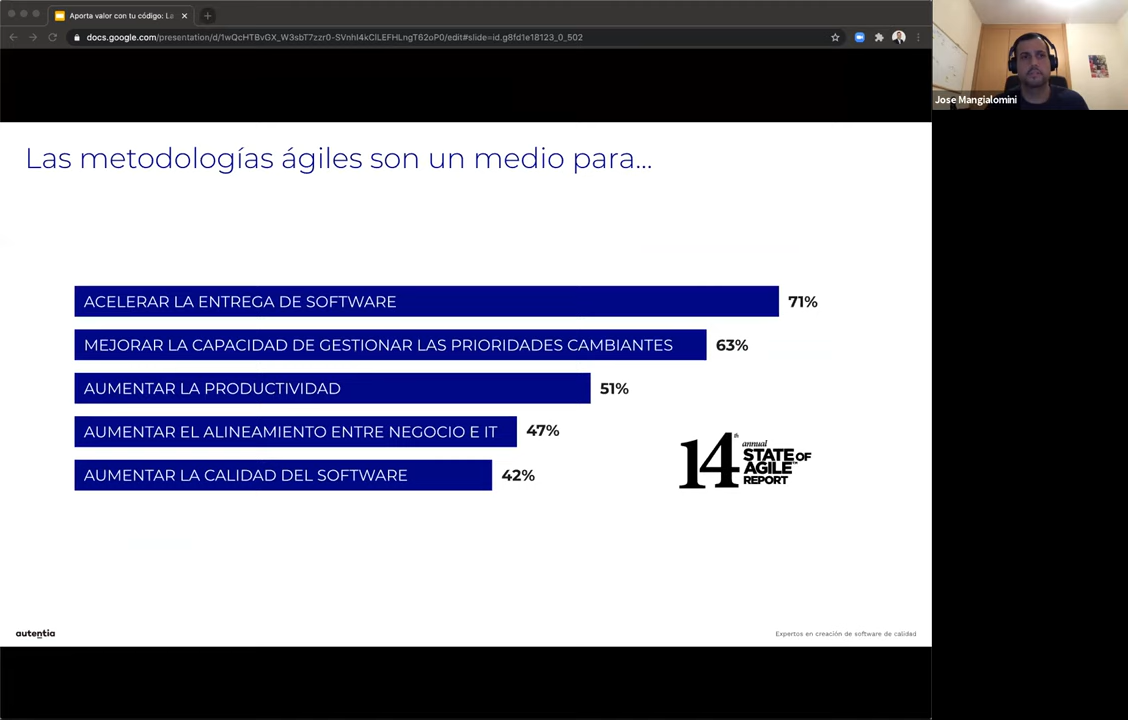 Aporta valor con tu código: La
docs.google.com/presentation/d/1wQcHTBvGX_W3sbT7zzr0-SVnhI4kCILEFHLngT62oP0/edit#slide=id.g8fd1e18123_0_502
Jose Mangialomini
Las metodologías ágiles son un medio para...
ACELERAR LA ENTREGA DE SOFTWARE 71%
MEJORAR LA CAPACIDAD DE GESTIONAR LAS PRIORIDADES CAMBIANTES 63%
AUMENTAR LA PRODUCTIVIDAD 51%
AUMENTAR EL ALINEAMIENTO ENTRE NEGOCIO E IT 47%
AUMENTAR LA CALIDAD DEL SOFTWARE 42%
14th annual
STATE OF
AGILE™
REPORT
autentia
Expertos en creación de software de calidad